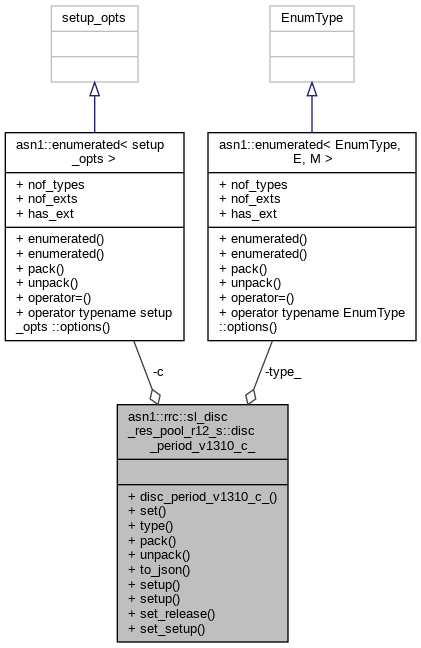 setup_opts
EnumType
asn1::enumerated< setup
_opts >
+ nof_types
+ nof_exts
+ has_ext
+ enumerated()
+ enumerated()
+ pack()
+ unpack()
+ operator=()
+ operator typename setup
_opts ::options()
asn1::enumerated< EnumType,
E, M >
+ nof_types
+ nof_exts
+ has_ext
+ enumerated()
+ enumerated()
+ pack()
+ unpack()
+ operator=()
+ operator typename EnumType
::options()
-c
-type_
asn1::rrc::sl_disc
_res_pool_r12_s::disc
_period_v1310_c_
+ disc_period_v1310_c_()
+ set()
+ type()
+ pack()
+ unpack()
+ to_json()
+ setup()
+ setup()
+ set_release()
+ set_setup()